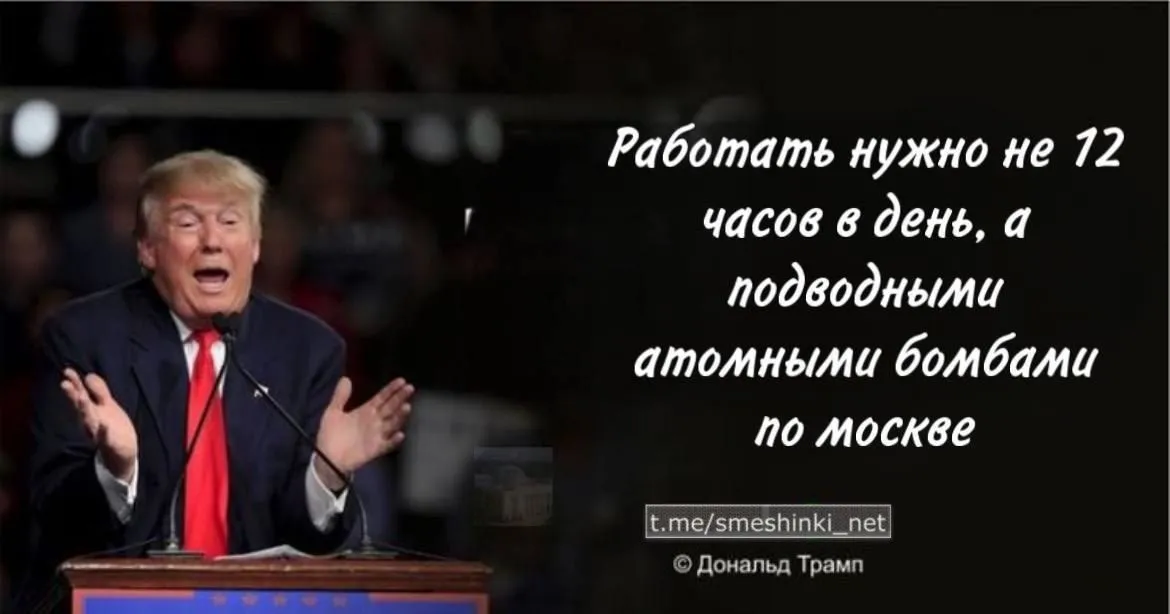 Работать нужно не 12
часов в день, а
подводными
атомными бомбами
по москве
t.me/smeshinki_net
© Дональд Трамп